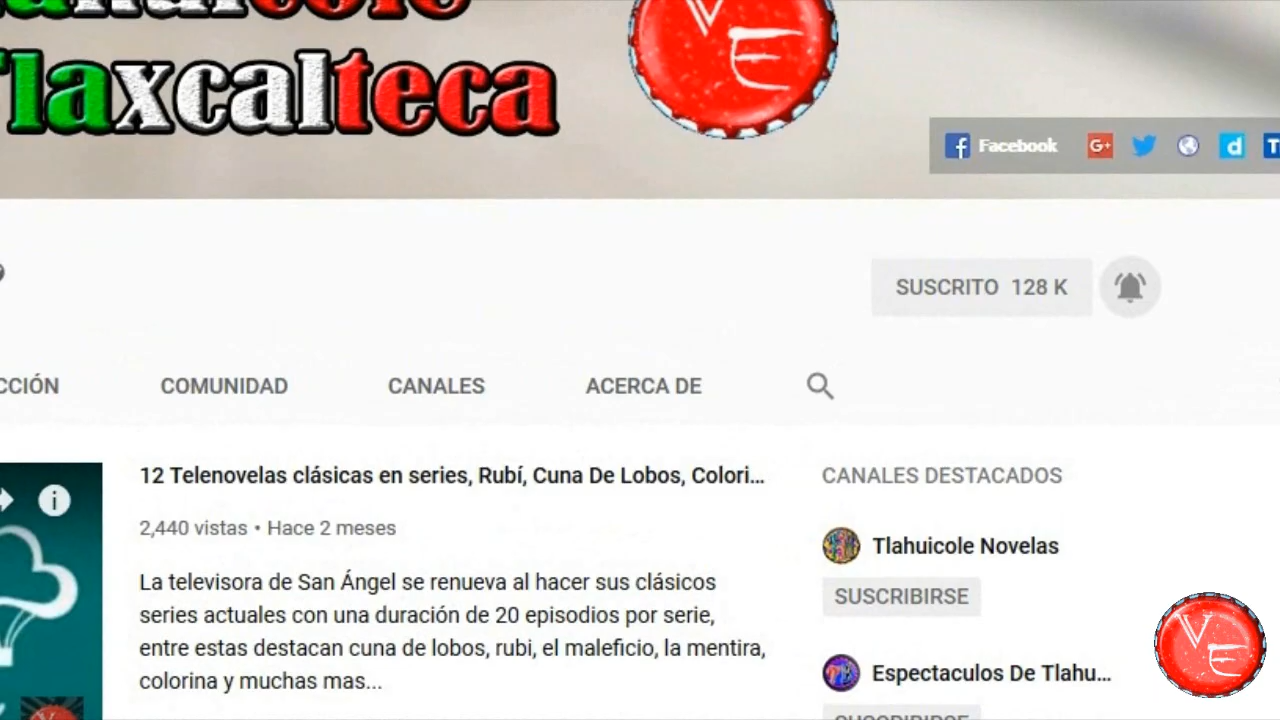 Tlaxcalteca
VE
Facebook
G+
d
SUSCRITO 128 K
CCIÓN
COMUNIDAD
CANALES
ACERCA DE
12 Telenovelas clásicas en series, Rubí, Cuna De Lobos, Colori...
2,440 vistas • Hace 2 meses
La televisora de San Ángel se renueva al hacer sus clásicos
series actuales con una duración de 20 episodios por serie,
entre estas destacan cuna de lobos, rubi, el maleficio, la mentira,
colorina y muchas mas...
CANALES DESTACADOS
Tlahuicole Novelas
SUSCRIBIRSE
Espectaculos De Tlahu...
SUSCRIBIRSE
VE